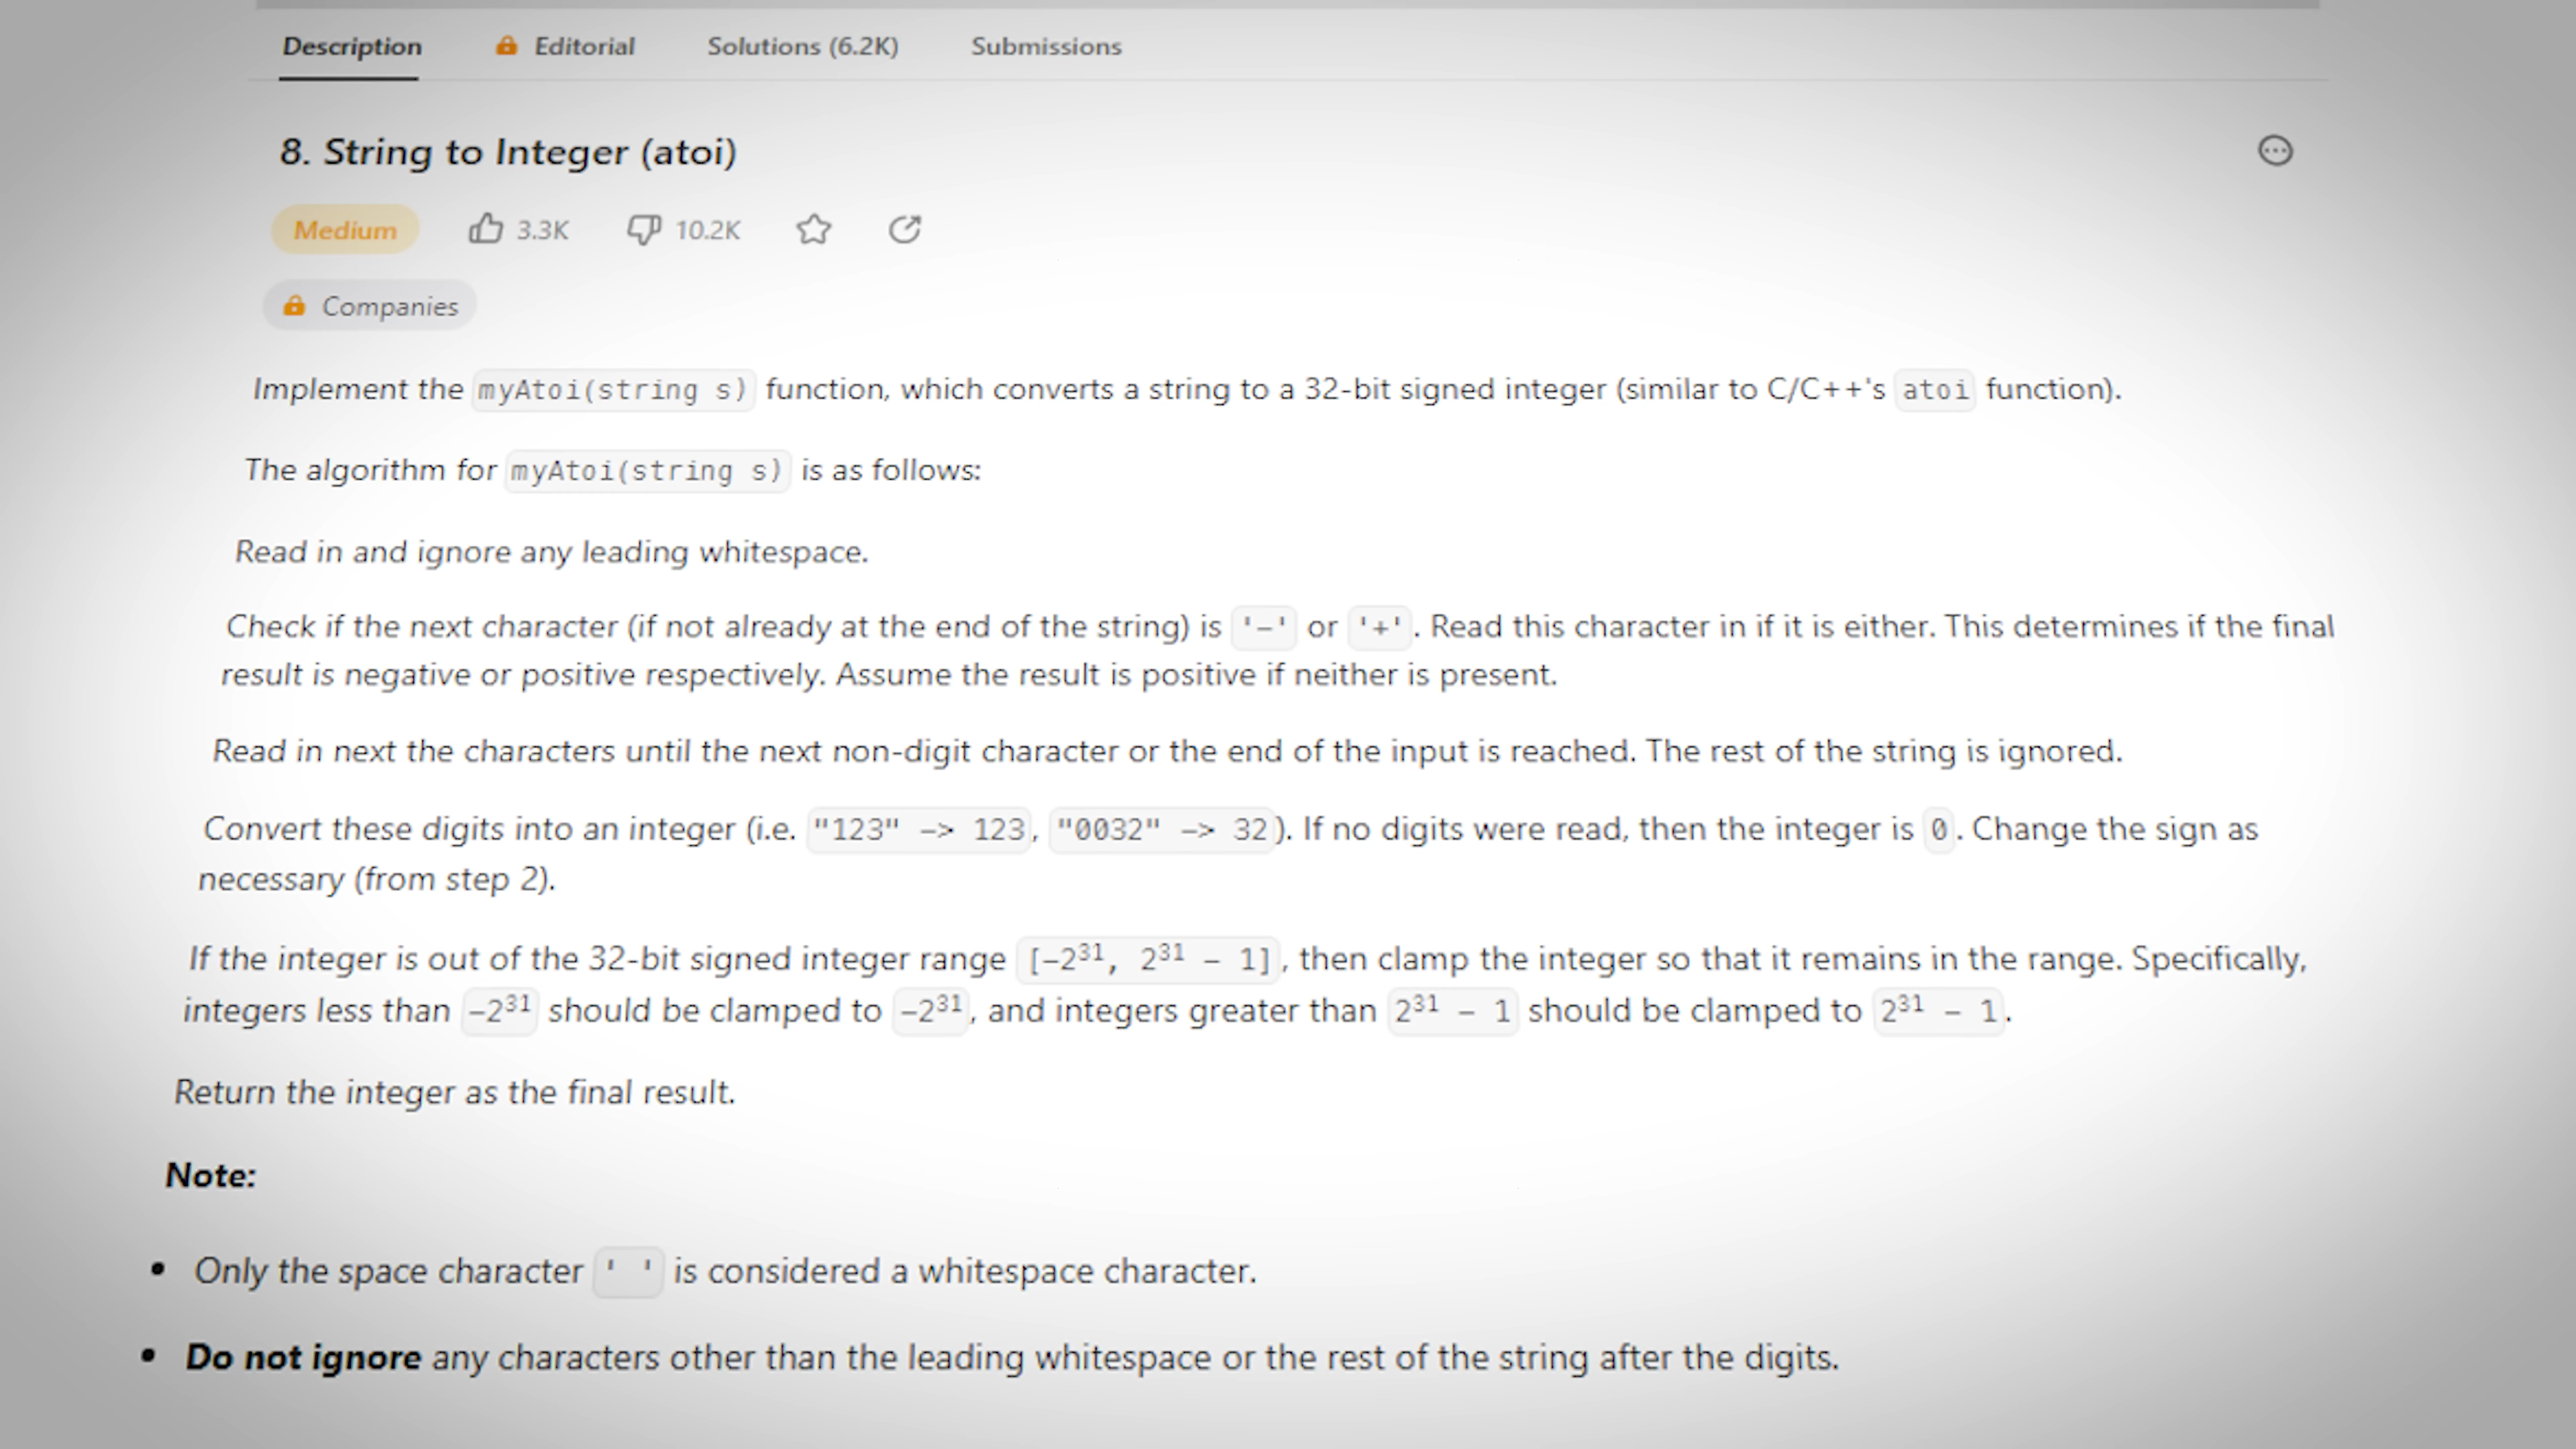 Description Editorial Solutions (6.2K) Submissions
8. String to Integer (atoi)
Medium 3.3K 10.2K
Companies
Implement the myAtoi(string s) function, which converts a string to a 32-bit signed integer (similar to C/C++'s atoi function).
The algorithm for myAtoi(string s) is as follows:
Read in and ignore any leading whitespace.
Check if the next character (if not already at the end of the string) is '-' or '+'. Read this character in if it is either. This determines if the final
result is negative or positive respectively. Assume the result is positive if neither is present.
Read in next the characters until the next non-digit character or the end of the input is reached. The rest of the string is ignored.
Convert these digits into an integer (i.e. "123" -> 123, "0032" -> 32). If no digits were read, then the integer is 0. Change the sign as
necessary (from step 2).
If the integer is out of the 32-bit signed integer range [-2³¹, 2³¹ - 1], then clamp the integer so that it remains in the range. Specifically,
integers less than -2³¹ should be clamped to -2³¹, and integers greater than 2³¹ - 1 should be clamped to 2³¹ - 1.
Return the integer as the final result.
Note:
• Only the space character ' ' is considered a whitespace character.
• Do not ignore any characters other than the leading whitespace or the rest of the string after the digits.